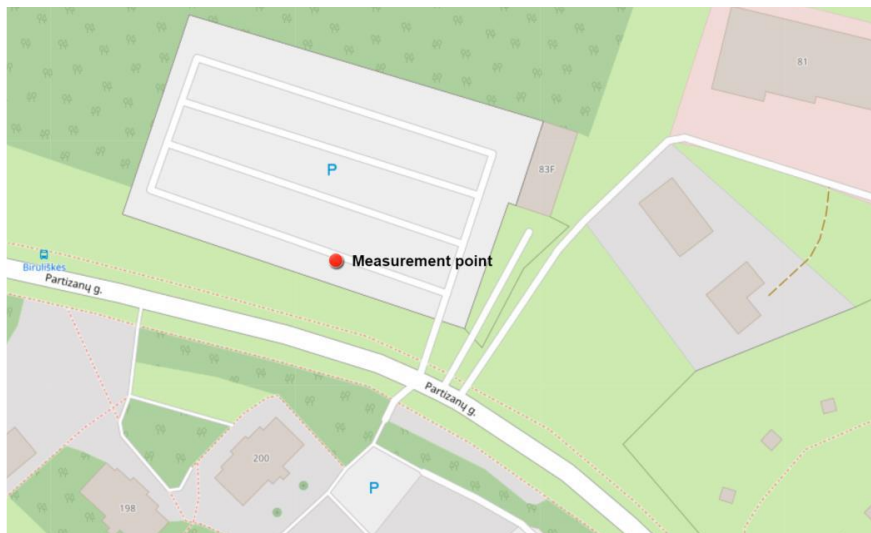 81
P
83F
Measurement point
Biruliškės
Partizanų g.
Partizanų g.
200
P
198